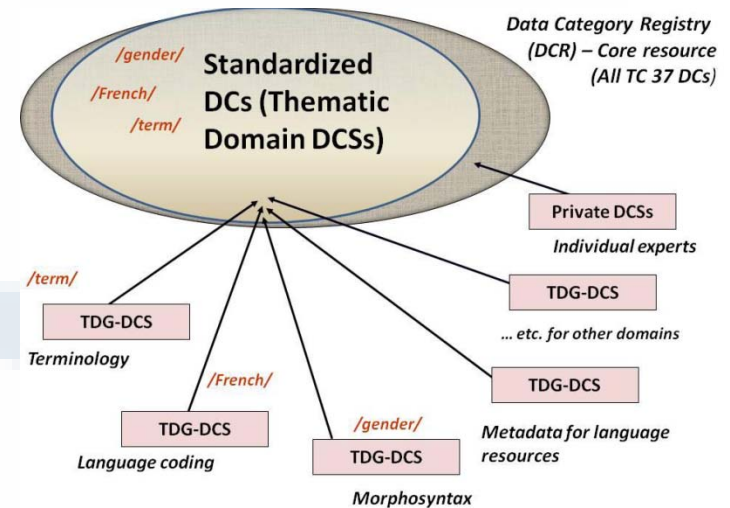 Data Category Registry
(DCR) – Core resource
(All TC 37 DCs)
/gender/
/French/
/term/
Standardized
DCs (Thematic
Domain DCSs)
Private DCSs
Individual experts
TDG-DCS
... etc. for other domains
TDG-DCS
Metadata for language
resources
/gender/
TDG-DCS
Morphosyntax
/French/
TDG-DCS
Language coding
/term/
TDG-DCS
Terminology